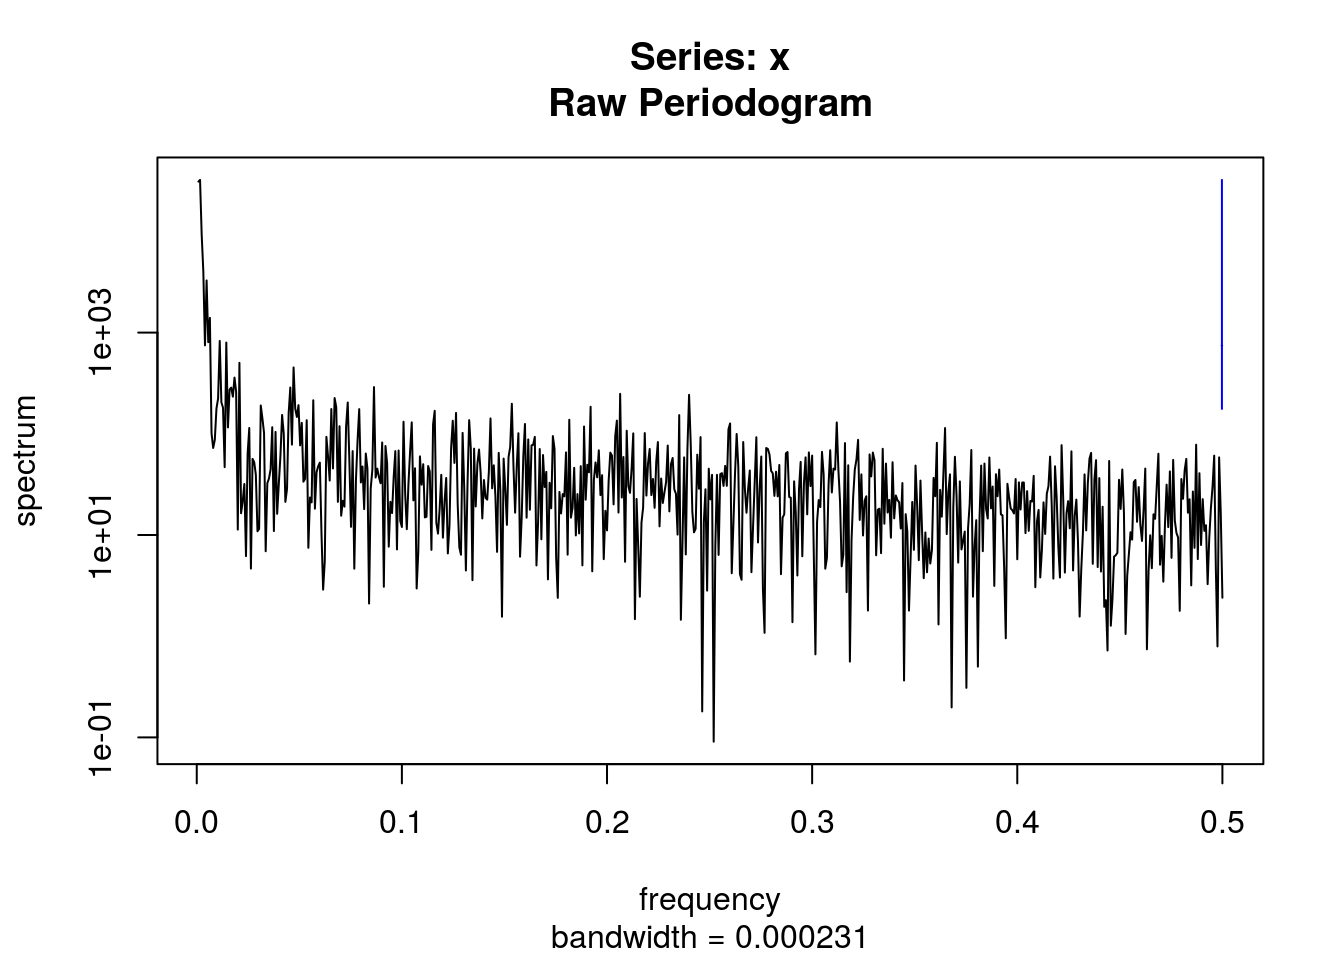 Series: x
Raw Periodogram
spectrum
1e+03
1e+01
1e-01
0.0 0.1 0.2 0.3 0.4 0.5
frequency
bandwidth = 0.000231